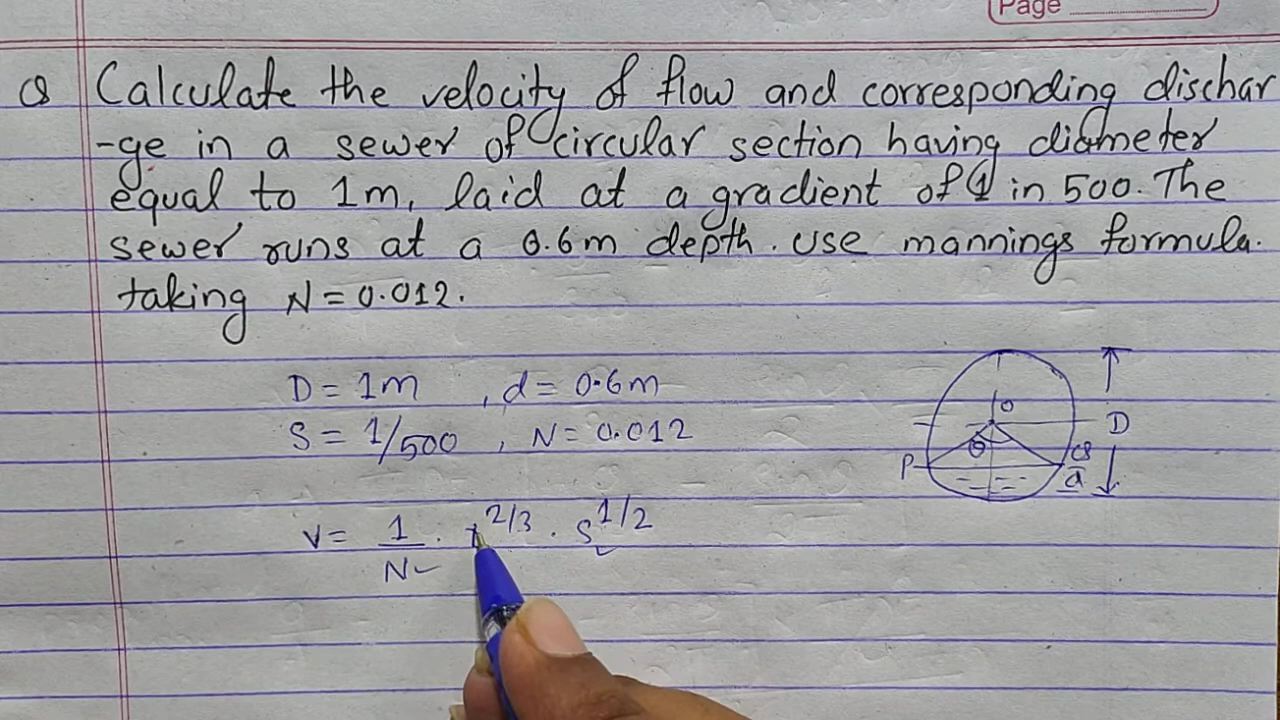 Page
Q Calculate the velocity of flow and corresponding dischar
-ge in a sewer of circular section having diameter
equal to 1m, laid at a gradient of 1 in 500. The
sewer runs at a 0.6m depth. Use mannings formula.
taking N = 0.012.
D = 1m , d = 0.6m
S = 1/500 , N = 0.012
O
D
θ
P
Q
d
V = 1/N . r^2/3 . S^1/2